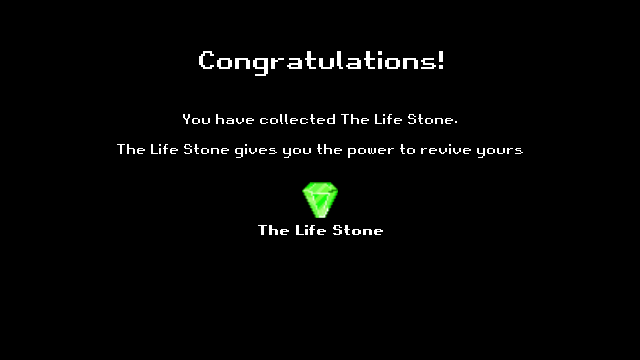 Congratulations!
You have collected The Life Stone.
The Life Stone gives you the power to revive yours
The Life Stone